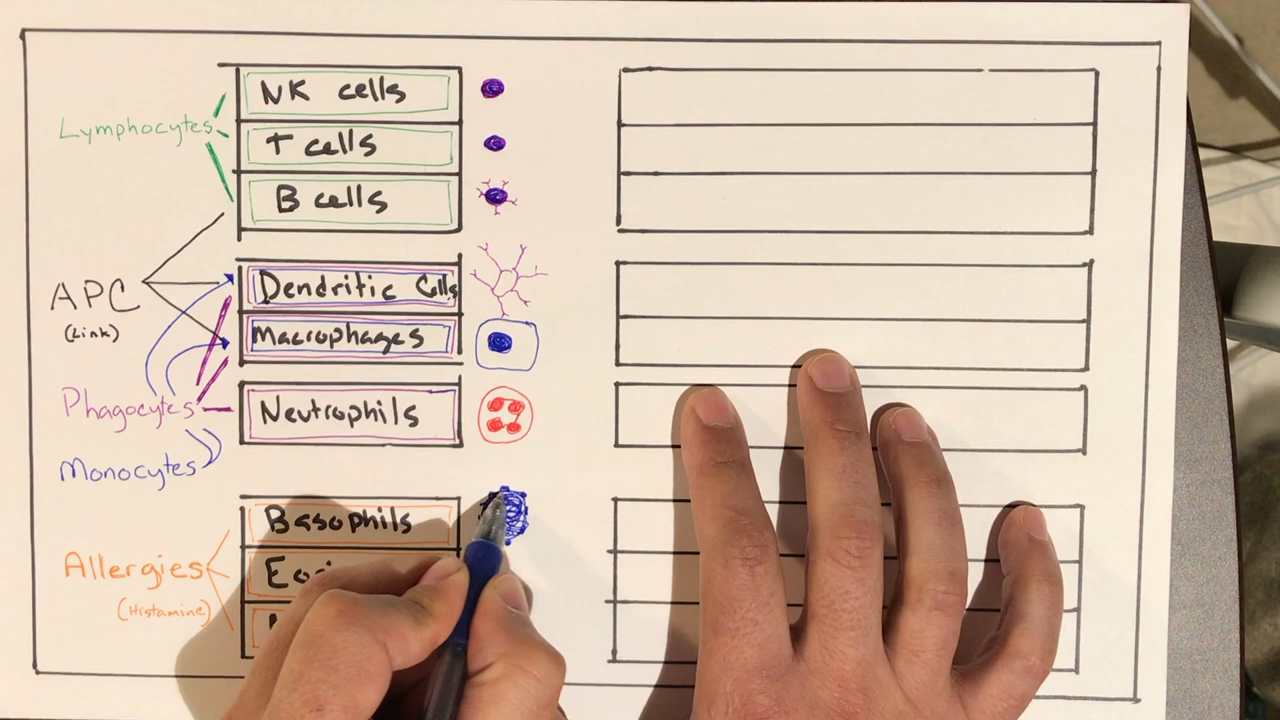 Lymphocytes
NK cells
T cells
B cells
APC
(Link)
Dendritic Cells
Macrophages
Phagocytes
Neutrophils
Monocytes
Basophils
Allergies
(Histamine)